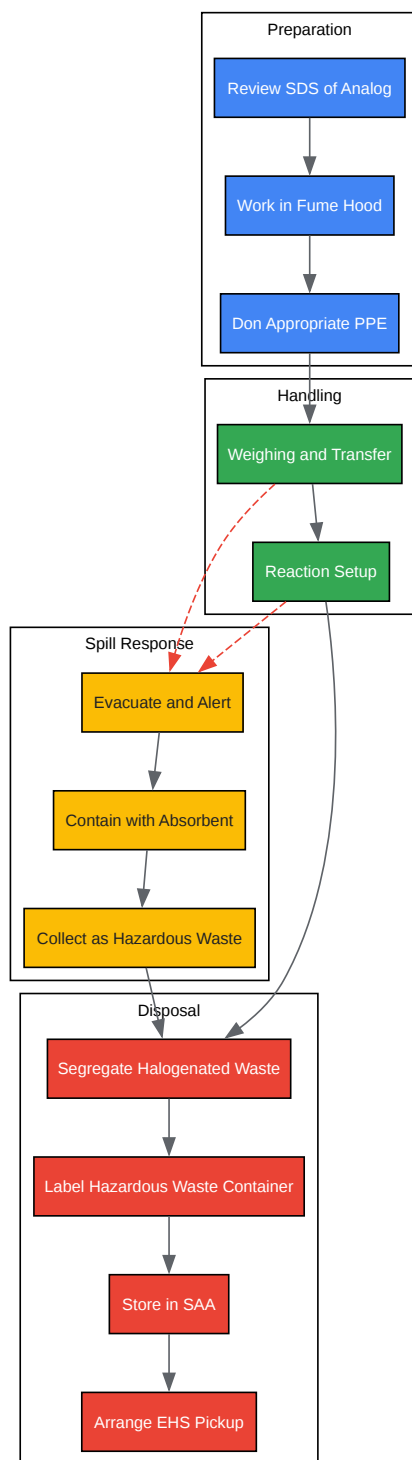 Preparation
Review SDS of Analog
Work in Fume Hood
Don Appropriate PPE
Handling
Weighing and Transfer
Reaction Setup
Spill Response
Evacuate and Alert
Contain with Absorbent
Collect as Hazardous Waste
Disposal
Segregate Halogenated Waste
Label Hazardous Waste Container
Store in SAA
Arrange EHS Pickup